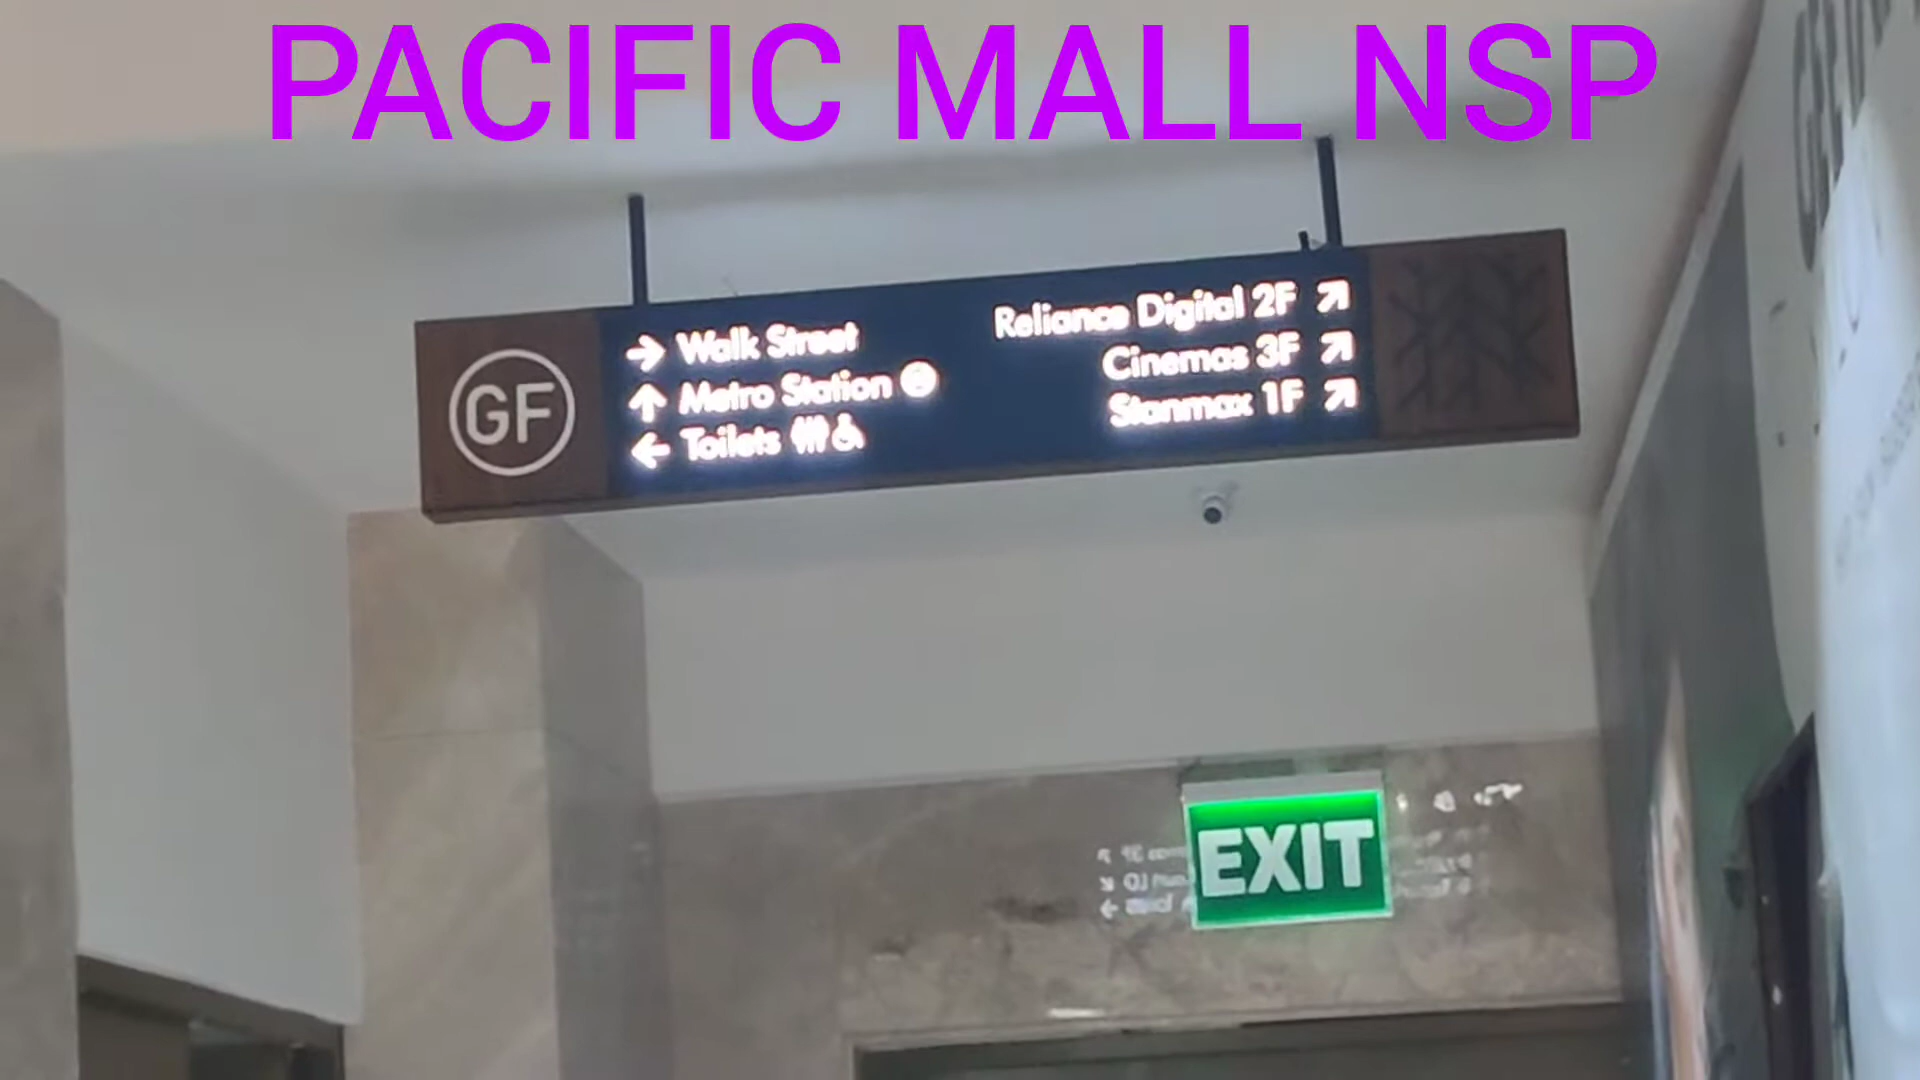 PACIFIC MALL NSP
GF
→ Walk Street
↑ Metro Station
← Toilets
Reliance Digital 2F ↗
Cinemas 3F ↗
Stanmax 1F ↗
EXIT